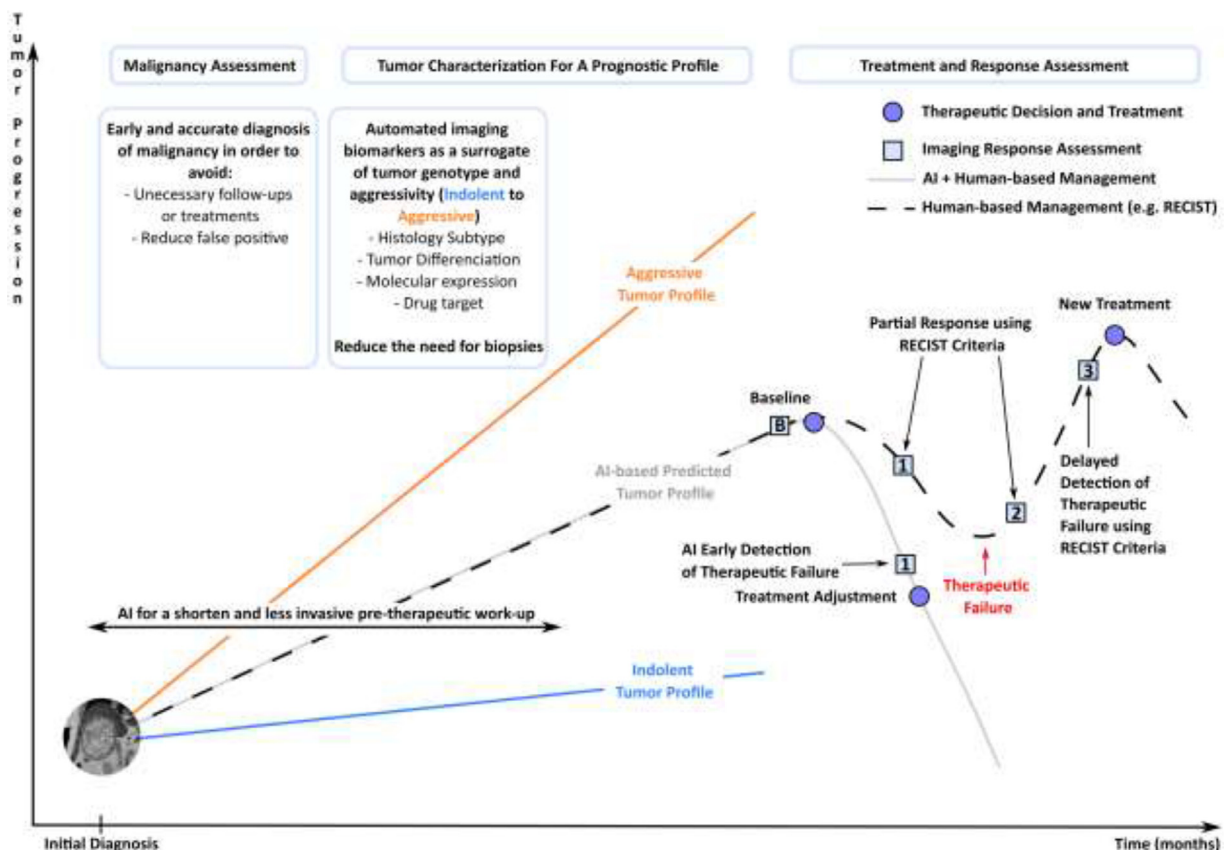 Tumor Progression
Malignancy Assessment
Tumor Characterization For A Prognostic Profile
Treatment and Response Assessment
Early and accurate diagnosis
of malignancy in order to
avoid:
- Unecessary follow-ups
or treatments
- Reduce false positive
Automated imaging
biomarkers as a surrogate
of tumor genotype and
aggressivity (Indolent to
Aggressive)
- Histology Subtype
- Tumor Differenciation
- Molecular expression
- Drug target
Reduce the need for biopsies
Therapeutic Decision and Treatment
Imaging Response Assessment
AI + Human-based Management
Human-based Management (e.g. RECIST)
Aggressive
Tumor Profile
Partial Response using
RECIST Criteria
New Treatment
Baseline
B
1
2
3
AI-based Predicted
Tumor Profile
Delayed
Detection of
Therapeutic
Failure using
RECIST Criteria
AI Early Detection
of Therapeutic Failure
1
Treatment Adjustment
Therapeutic
Failure
AI for a shorten and less invasive pre-therapeutic work-up
Indolent
Tumor Profile
Initial Diagnosis
Time (months)